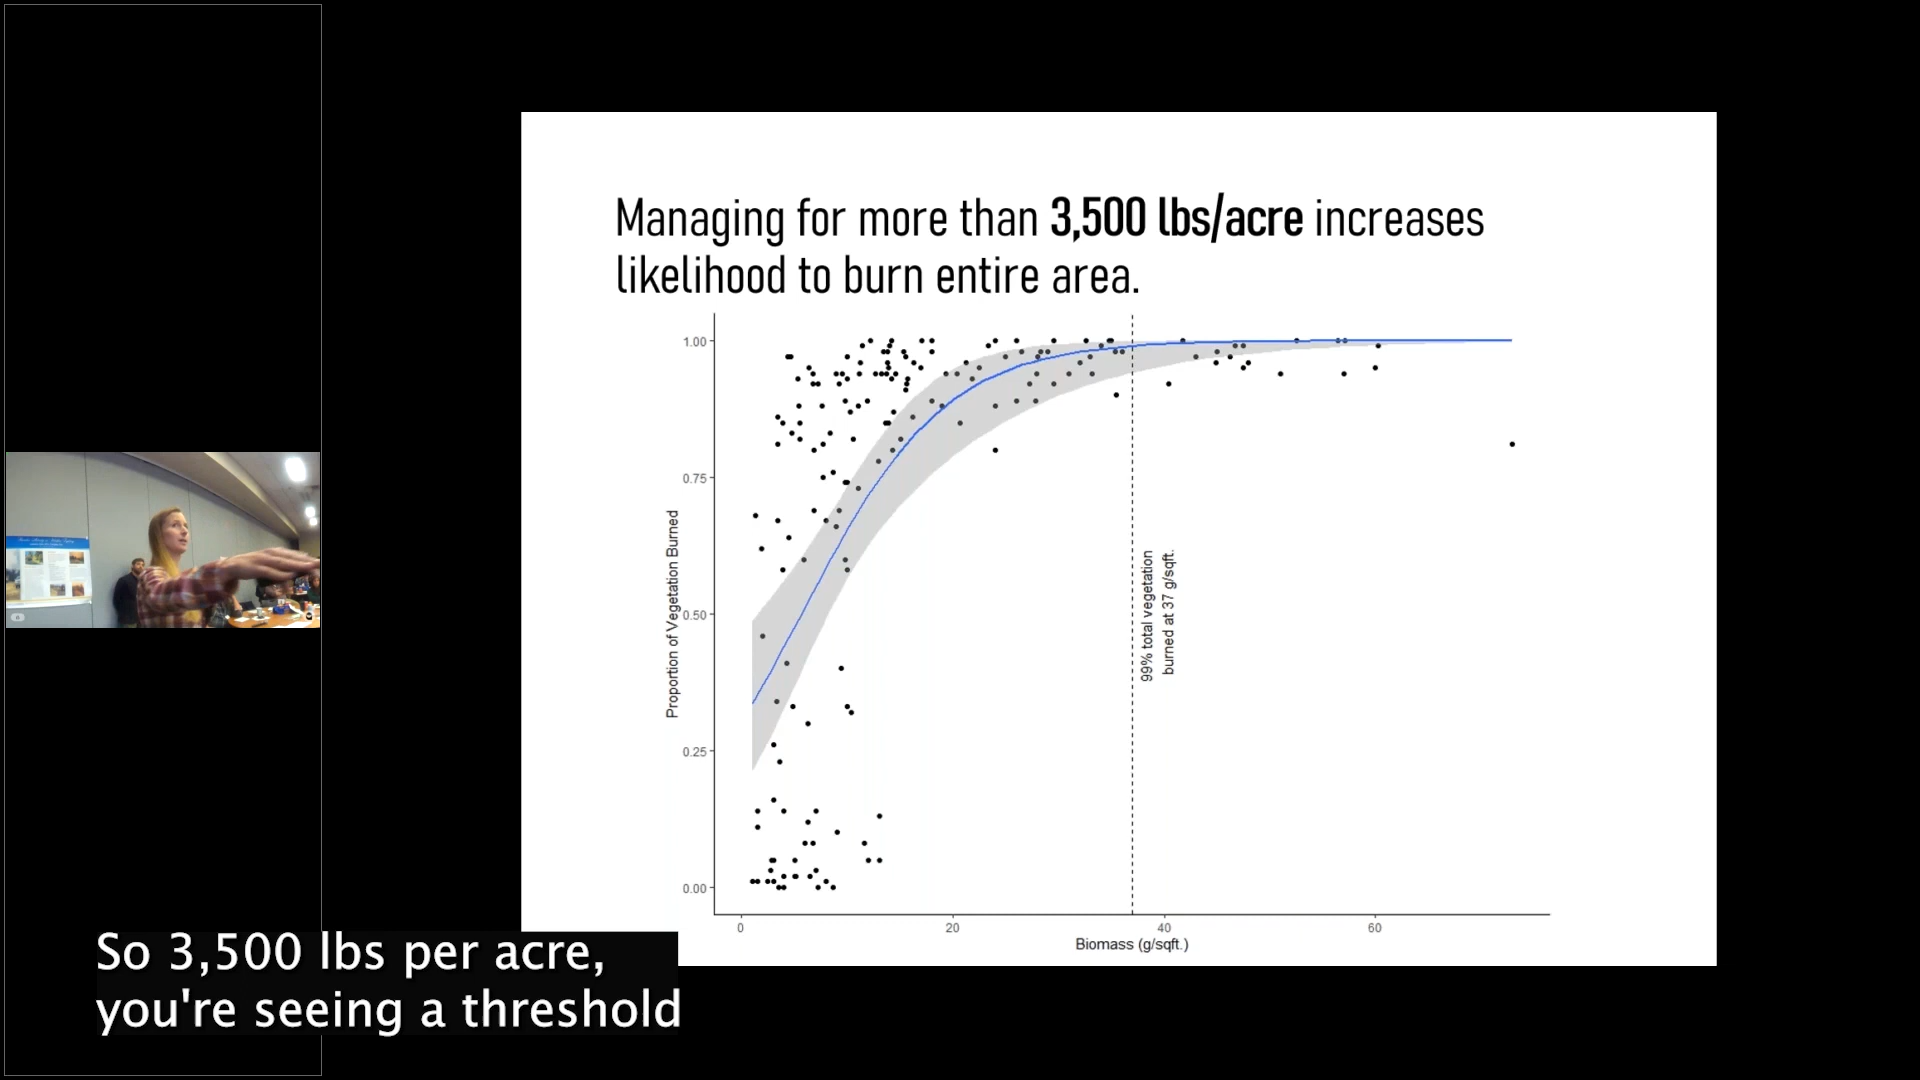 Managing for more than 3,500 lbs/acre increases
likelihood to burn entire area.
1.00
0.75
0.50
0.25
0.00
Proportion of Vegetation Burned
99% total vegetation
burned at 37 g/sqft.
0
20
40
60
Biomass (g/sqft.)
So 3,500 lbs per acre,
you're seeing a threshold